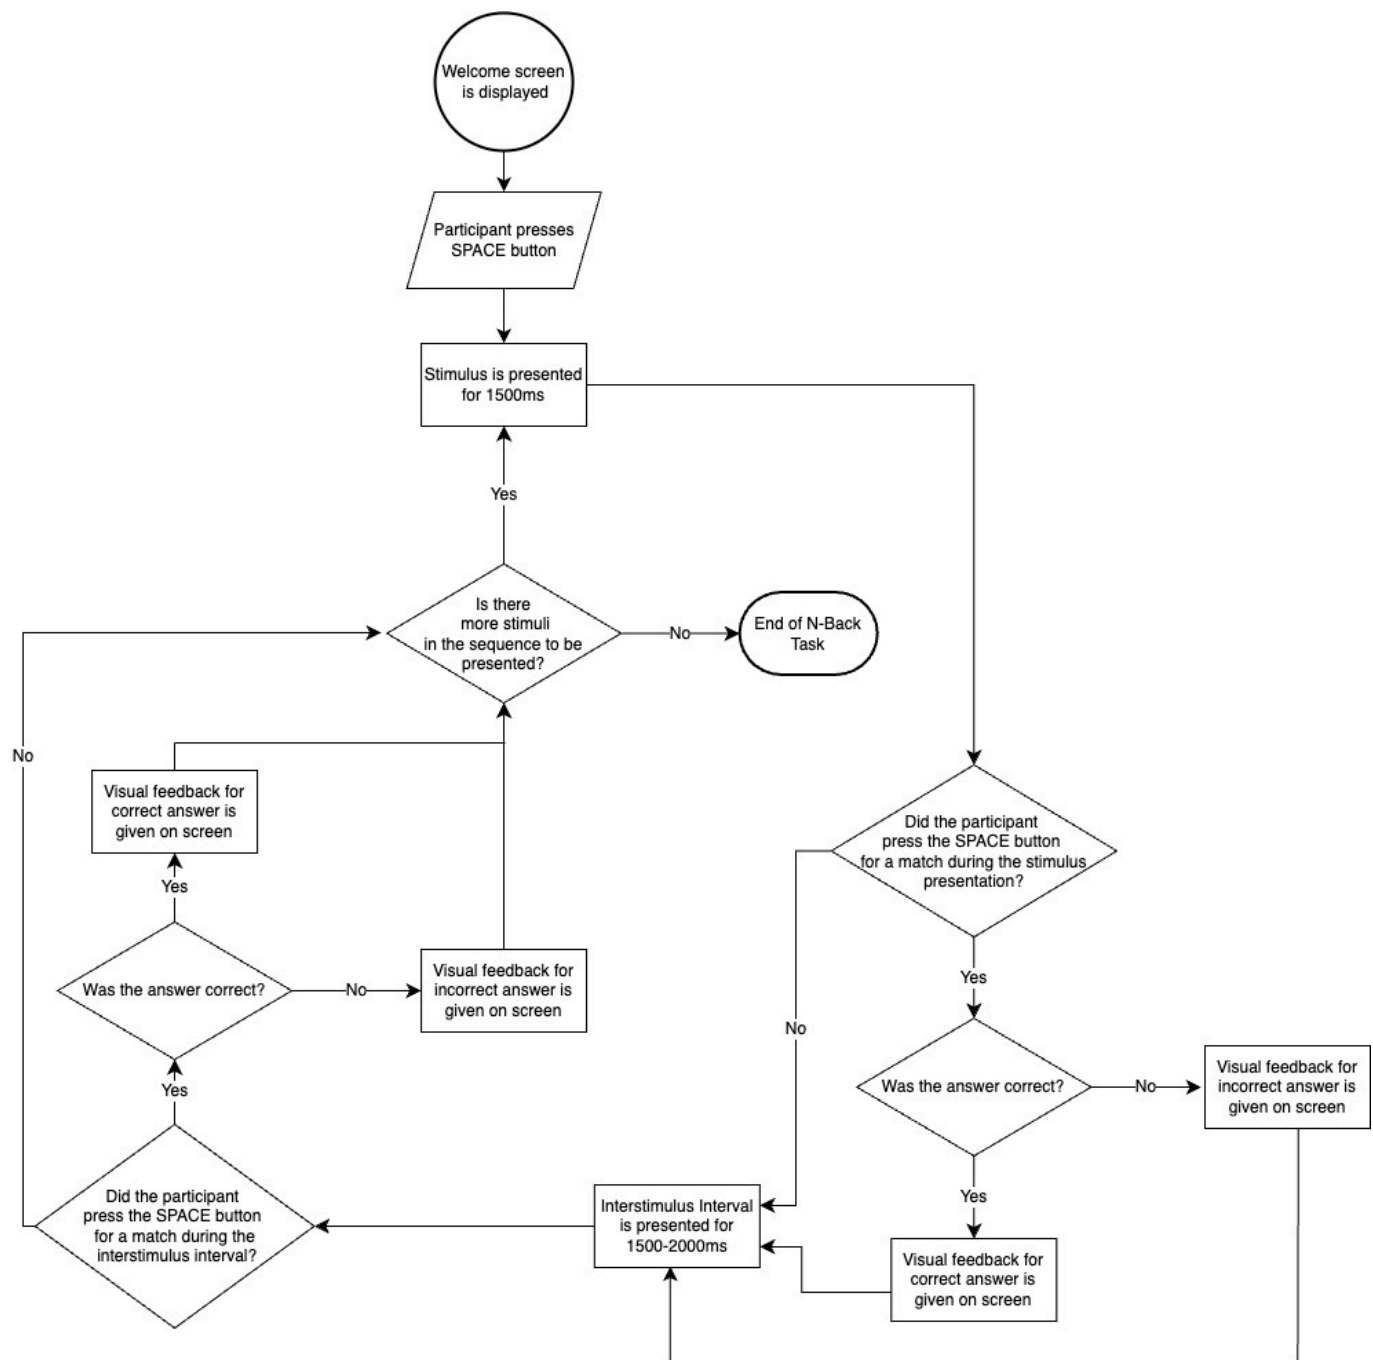 Welcome screen
is displayed
Participant presses
SPACE button
Stimulus is presented
for 1500ms
Yes
Is there
more stimuli
in the sequence to be
presented?
No
End of N-Back
Task
No
Visual feedback for
correct answer is
given on screen
Yes
Was the answer correct?
No
Visual feedback for
incorrect answer is
given on screen
Yes
Did the participant
press the SPACE button
for a match during the
interstimulus interval?
Did the participant
press the SPACE button
for a match during the stimulus
presentation?
No
Yes
Was the answer correct?
No
Visual feedback for
incorrect answer is
given on screen
Yes
Visual feedback for
correct answer is
given on screen
Interstimulus Interval
is presented for
1500-2000ms